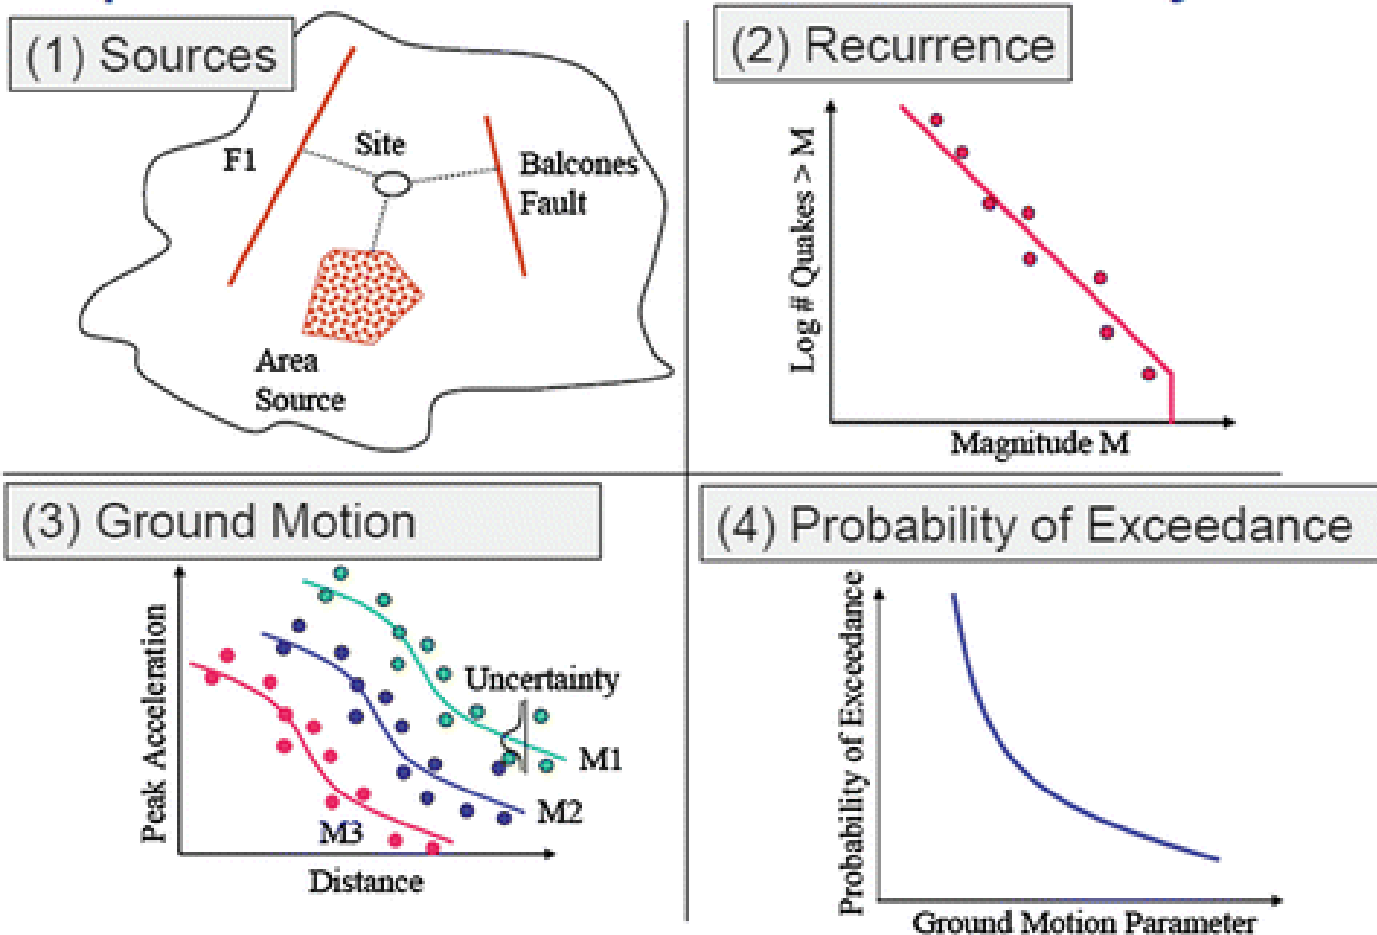 (1) Sources
F1
Site
Balcones
Fault
Area
Source
(2) Recurrence
Log # Quakes > M
Magnitude M
(3) Ground Motion
Peak Acceleration
Uncertainty
M1
M2
M3
Distance
(4) Probability of Exceedance
Probability of Exceedance
Ground Motion Parameter